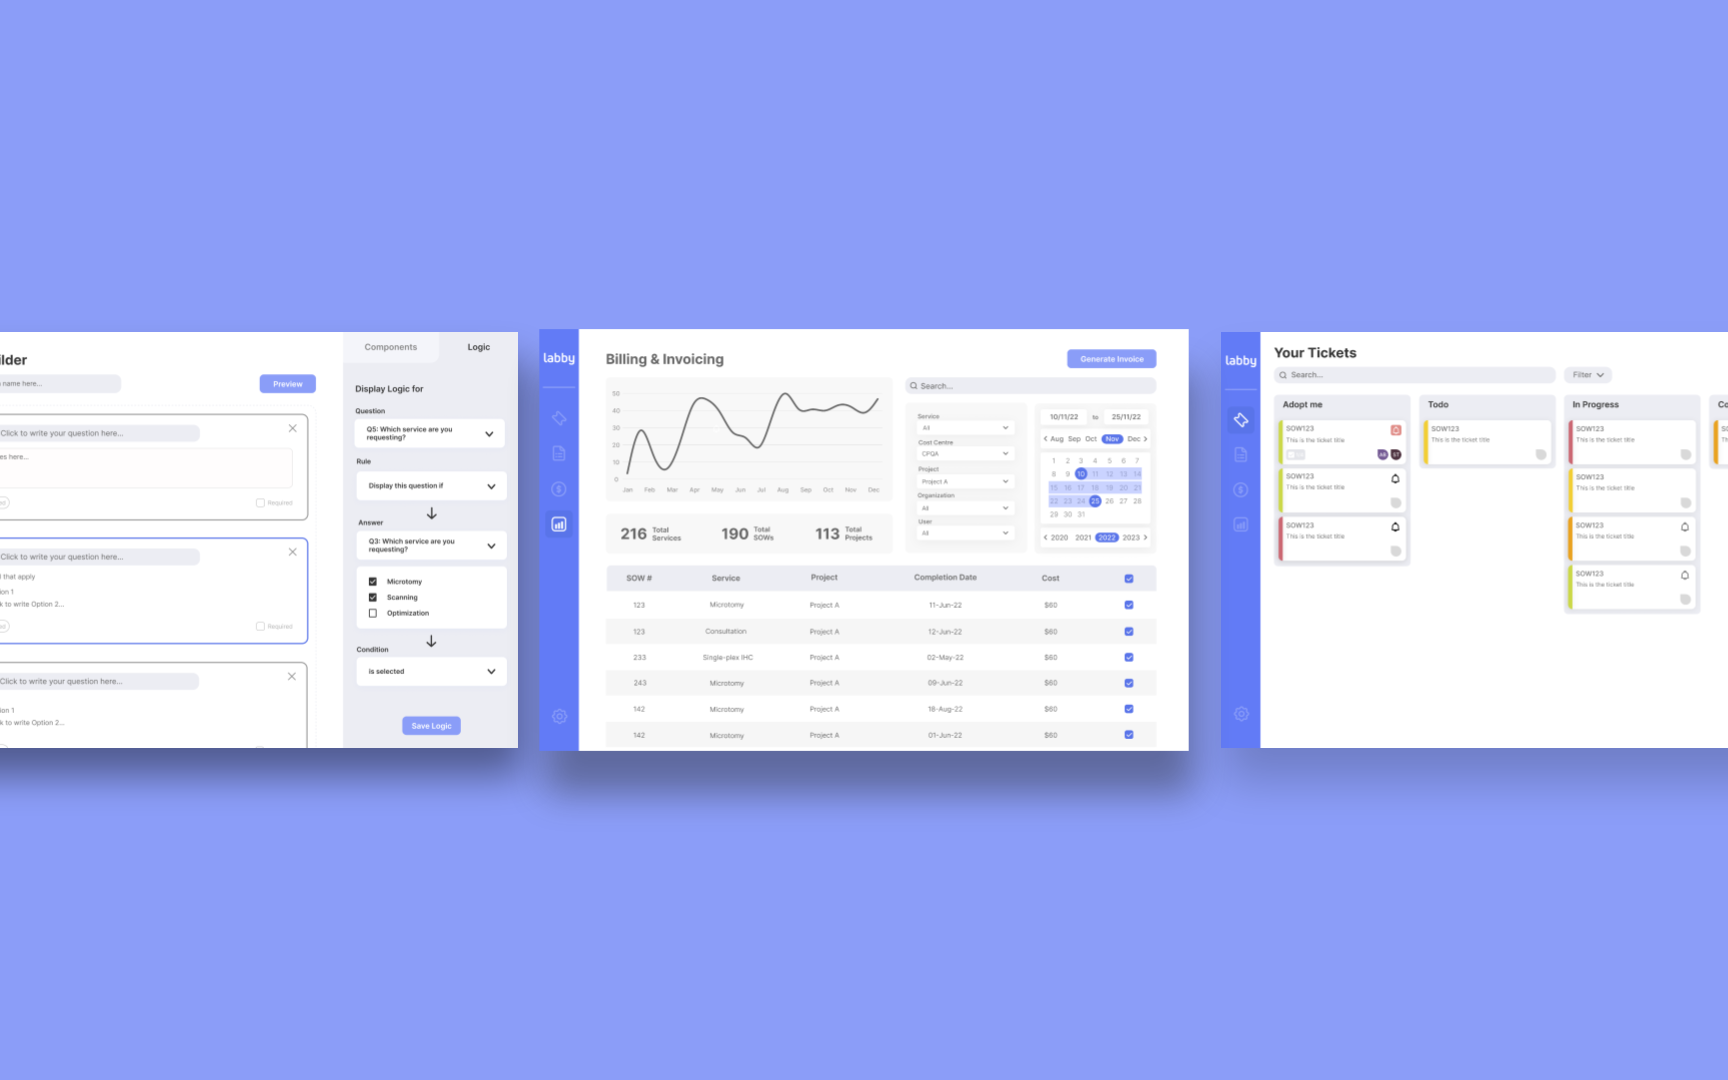 ilder
name here...
Preview
Click to write your question here...
es here...
Required
Click to write your question here...
that apply
ion 1
k to write Option 2...
Required
Click to write your question here...
ion 1
k to write Option 2...
Components
Logic
Display Logic for
Question
Q5: Which service are you
requesting?
Rule
Display this question if
Answer
Q3: Which service are you
requesting?
Microtomy
Scanning
Optimization
Condition
is selected
Save Logic
labby
Billing & Invoicing
Generate Invoice
50
40
30
20
10
0
Jan Feb Mar Apr May Jun Jul Aug Sep Oct Nov Dec
216 Total Services
190 Total SOWs
113 Total Projects
Search...
Service
All
Cost Centre
CFQA
Project
Project A
Organization
All
User
All
10/11/22 to 25/11/22
Aug Sep Oct Nov Dec
1 2 3 4 5 6 7
8 9 10 11 12 13 14
15 16 17 18 19 20 21
22 23 24 25 26 27 28
29 30 31
2020 2021 2022 2023
SOW # Service Project Completion Date Cost
123 Microtomy Project A 11-Jun-22 $60
123 Consultation Project A 12-Jun-22 $60
233 Single-plex IHC Project A 02-May-22 $60
243 Microtomy Project A 09-Jun-22 $60
142 Microtomy Project A 18-Aug-22 $60
142 Microtomy Project A 01-Jun-22 $60
labby
Your Tickets
Search...
Filter
Adopt me
SOW123
This is the ticket title
SOW123
This is the ticket title
SOW123
This is the ticket title
Todo
SOW123
This is the ticket title
In Progress
SOW123
This is the ticket title
SOW123
This is the ticket title
SOW123
This is the ticket title
SOW123
This is the ticket title
Co